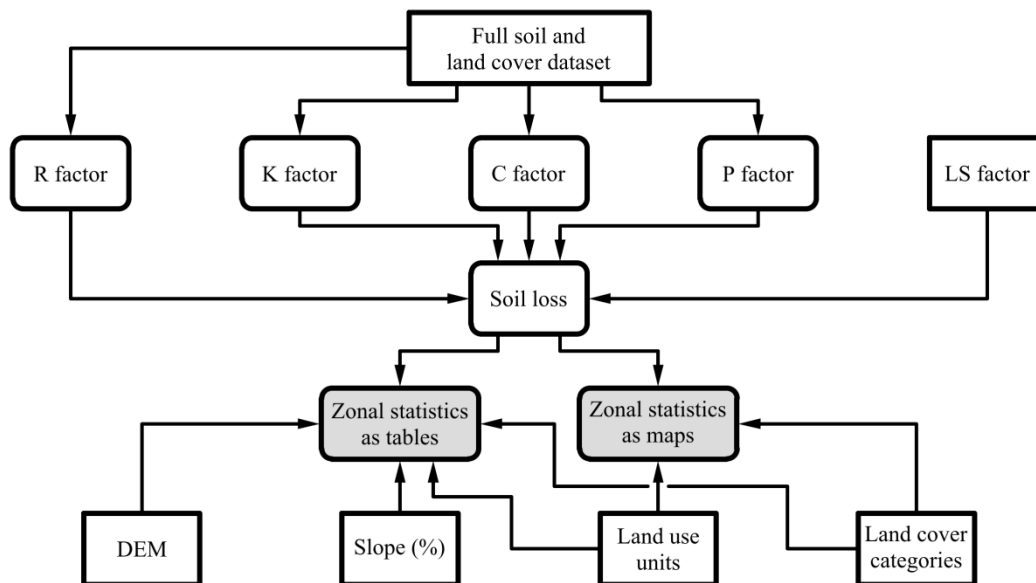 Full soil and
land cover dataset
R factor
K factor
C factor
P factor
LS factor
Soil loss
Zonal statistics
as tables
Zonal statistics
as maps
DEM
Slope (%)
Land use
units
Land cover
categories